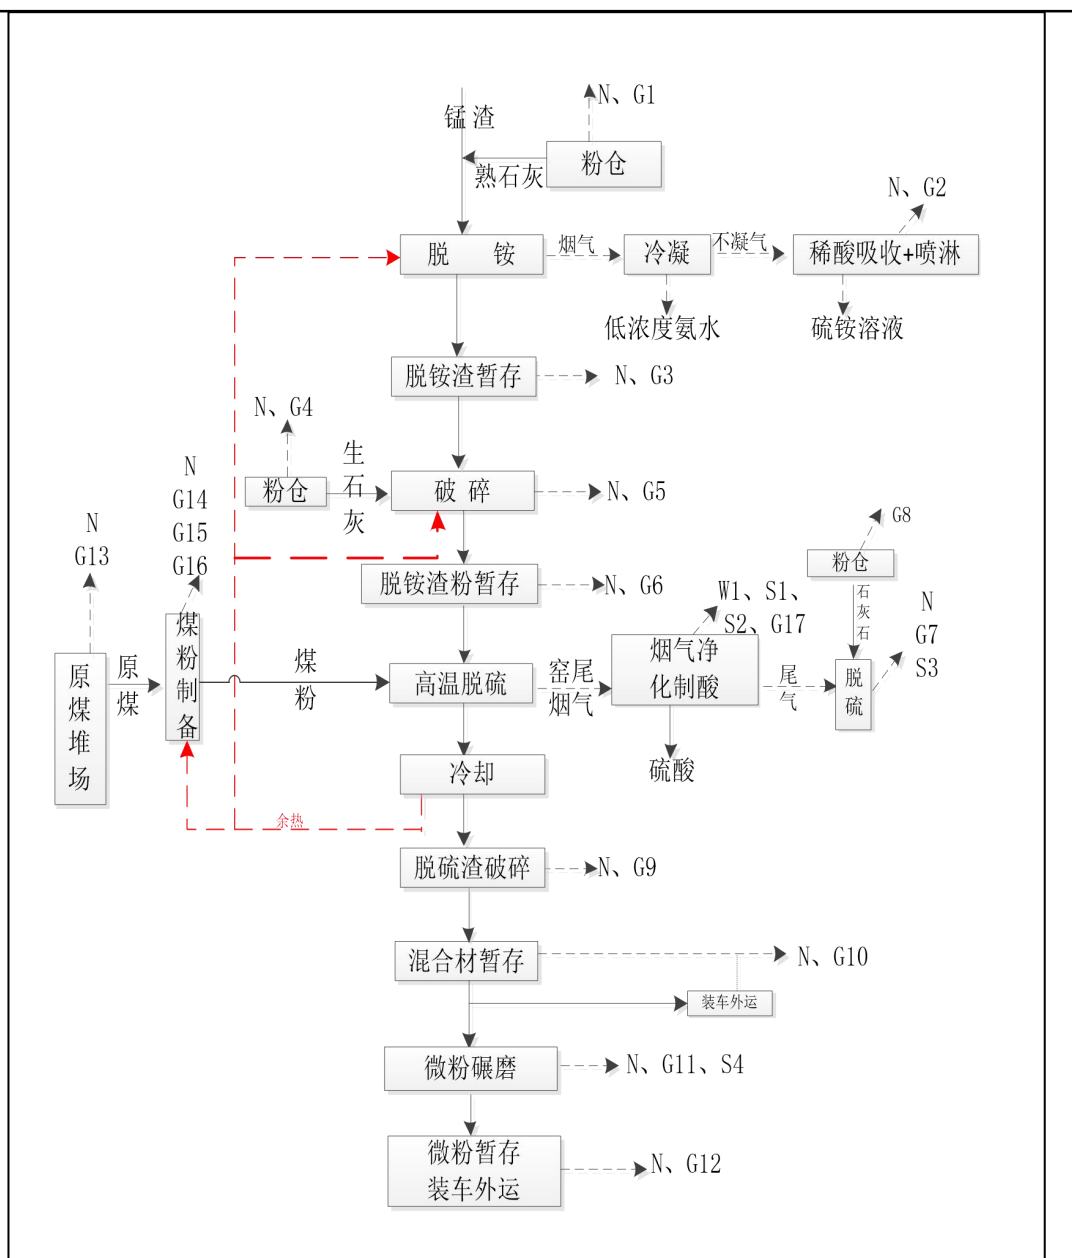 N、G1
锰渣
粉仓
熟石灰
N、G2
脱 铵
烟气
冷凝
不凝气
稀酸吸收+喷淋
低浓度氨水
硫铵溶液
脱铵渣暂存
N、G3
N、G4
粉仓
生石灰
破碎
N、G5
N
G14
G15
G16
N
G13
G8
粉仓
脱铵渣粉暂存
N、G6
W1、S1、
S2、G17
石灰石
N
G7
S3
原煤堆场
原煤
煤粉制备
煤粉
高温脱硫
窑尾
烟气
烟气净
化制酸
尾气
脱硫
硫酸
冷却
余热
脱硫渣破碎
N、G9
混合材暂存
N、G10
装车外运
微粉碾磨
N、G11、S4
微粉暂存
装车外运
N、G12